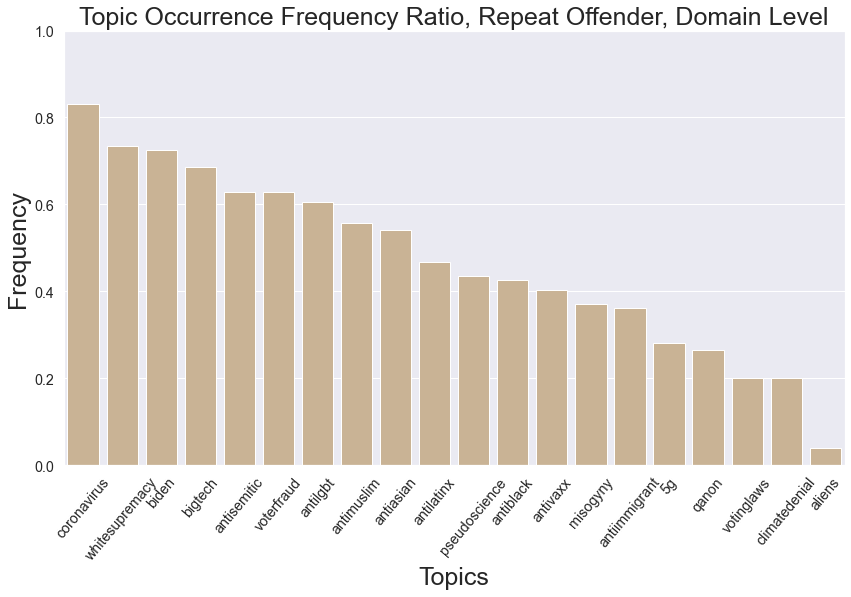 Topic Occurrence Frequency Ratio, Repeat Offender, Domain Level
Frequency
1.0
0.8
0.6
0.4
0.2
0.0
coronavirus
whitesupremacy
biden
bigtech
antisemitic
voterfraud
antilgbt
antimuslim
antiasian
antilatinx
pseudoscience
antiblack
antivaxx
misogyny
antiimmigrant
5g
qanon
votinglaws
climatedenial
aliens
Topics